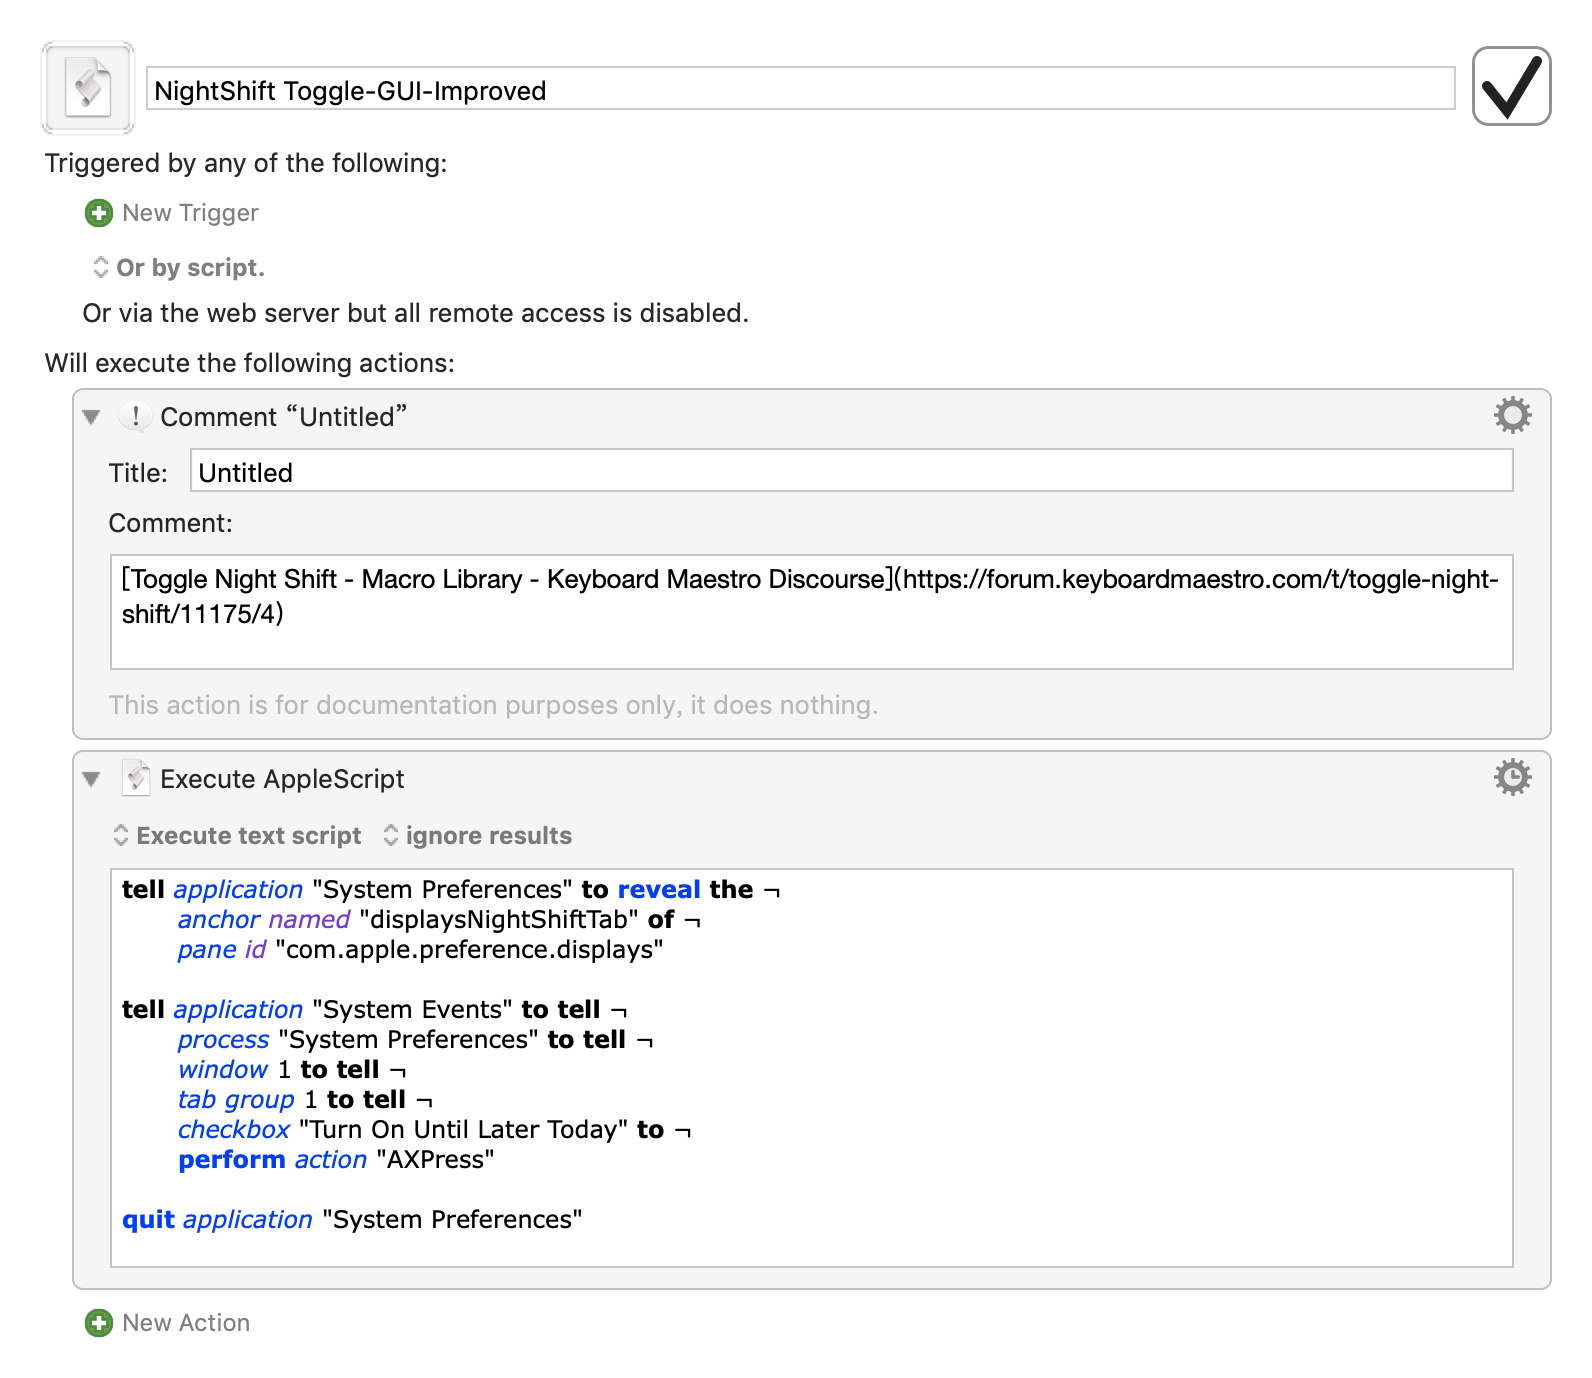 NightShift Toggle-GUI-Improved
Triggered by any of the following:
New Trigger
Or by script.
Or via the web server but all remote access is disabled.
Will execute the following actions:
Comment “Untitled”
Title: Untitled
Comment:
[Toggle Night Shift - Macro Library - Keyboard Maestro Discourse](https://forum.keyboardmaestro.com/t/toggle-night-
shift/11175/4)
This action is for documentation purposes only, it does nothing.
Execute AppleScript
Execute text script ignore results
tell application "System Preferences" to reveal the ¬
anchor named "displaysNightShiftTab" of ¬
pane id "com.apple.preference.displays"
tell application "System Events" to tell ¬
process "System Preferences" to tell ¬
window 1 to tell ¬
tab group 1 to tell ¬
checkbox "Turn On Until Later Today" to ¬
perform action "AXPress"
quit application "System Preferences"
New Action